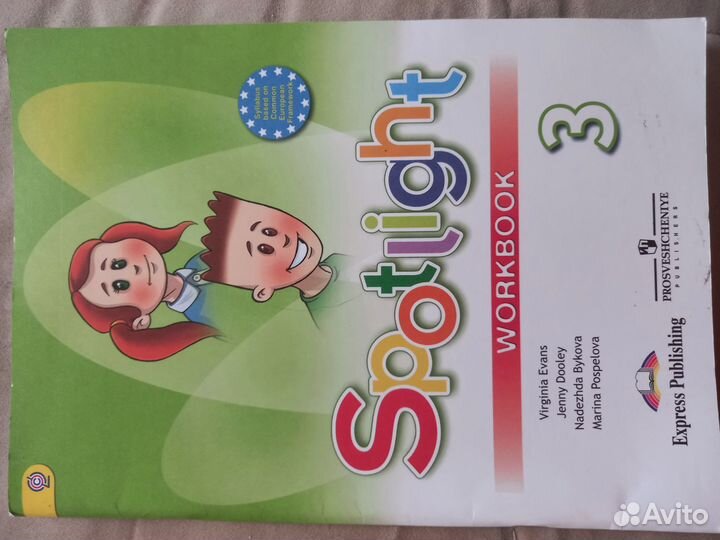 Syllabus
based on
Common
European
Framework
Spotlight
WORKBOOK
3
Virginia Evans
Jenny Dooley
Nadezhda Bykova
Marina Pospelova
Express Publishing
PROSVESHCHENIYE
PUBLISHERS
Avito